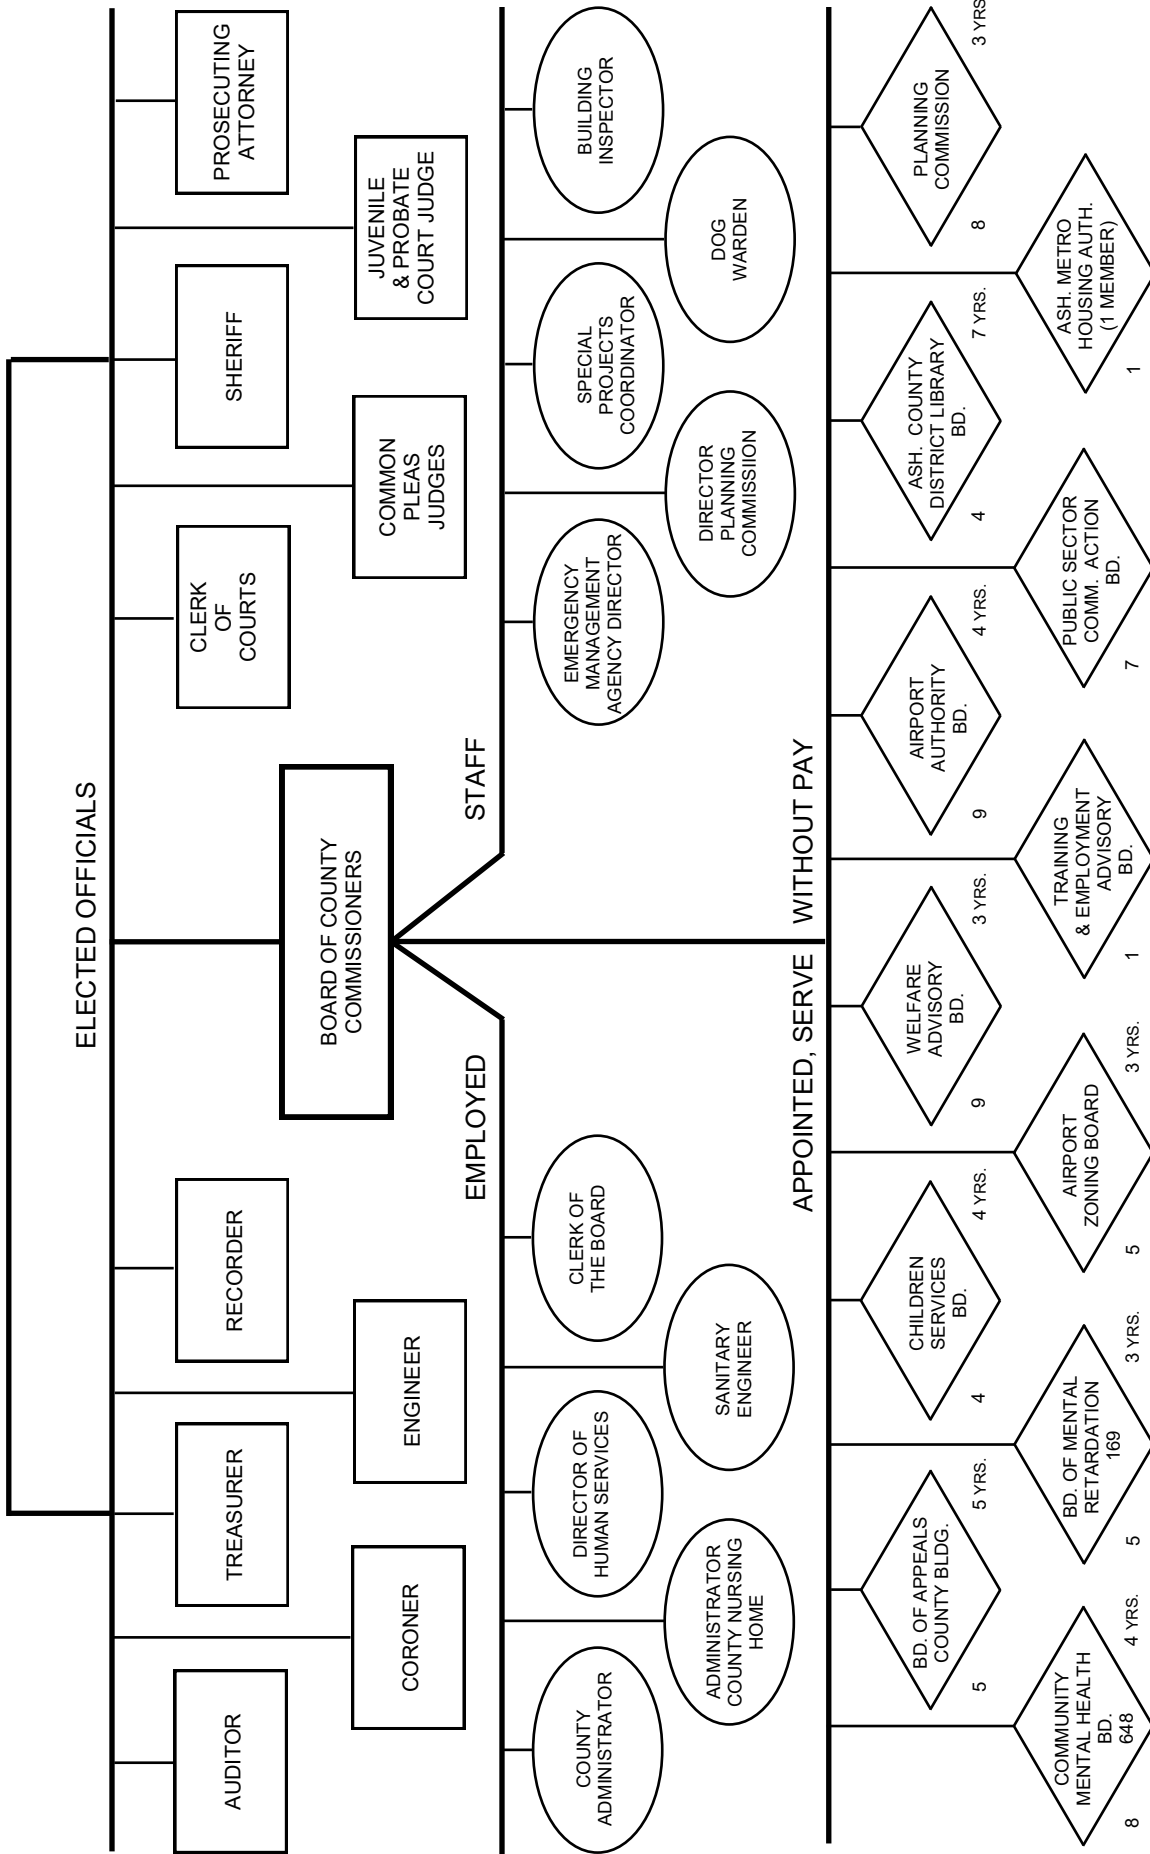 ELECTED OFFICIALS
AUDITOR
TREASURER
RECORDER
CLERK
OF
COURTS
SHERIFF
PROSECUTING
ATTORNEY
CORONER
ENGINEER
COMMON
PLEAS
JUDGES
JUVENILE
& PROBATE
COURT JUDGE
BOARD OF COUNTY
COMMISSIONERS
EMPLOYED
STAFF
COUNTY
ADMINISTRATOR
DIRECTOR OF
HUMAN SERVICES
CLERK OF
THE BOARD
EMERGENCY
MANAGEMENT
AGENCY DIRECTOR
SPECIAL
PROJECTS
COORDINATOR
BUILDING
INSPECTOR
ADMINISTRATOR
COUNTY NURSING
HOME
SANITARY
ENGINEER
DIRECTOR
PLANNING
COMMISSION
DOG
WARDEN
APPOINTED, SERVE WITHOUT PAY
BD. OF APPEALS
COUNTY BLDG.
5
5 YRS.
CHILDREN
SERVICES
BD.
4
4 YRS.
WELFARE
ADVISORY
BD.
9
3 YRS.
AIRPORT
AUTHORITY
BD.
9
4 YRS.
ASH. COUNTY
DISTRICT LIBRARY
BD.
4
7 YRS.
PLANNING
COMMISSION
8
3 YRS
COMMUNITY
MENTAL HEALTH
BD.
648
8
4 YRS.
BD. OF MENTAL
RETARDATION
169
5
3 YRS.
AIRPORT
ZONING BOARD
5
3 YRS.
TRAINING
& EMPLOYMENT
ADVISORY
BD.
1
PUBLIC SECTOR
COMM. ACTION
BD.
7
ASH. METRO
HOUSING AUTH.
(1 MEMBER)
1